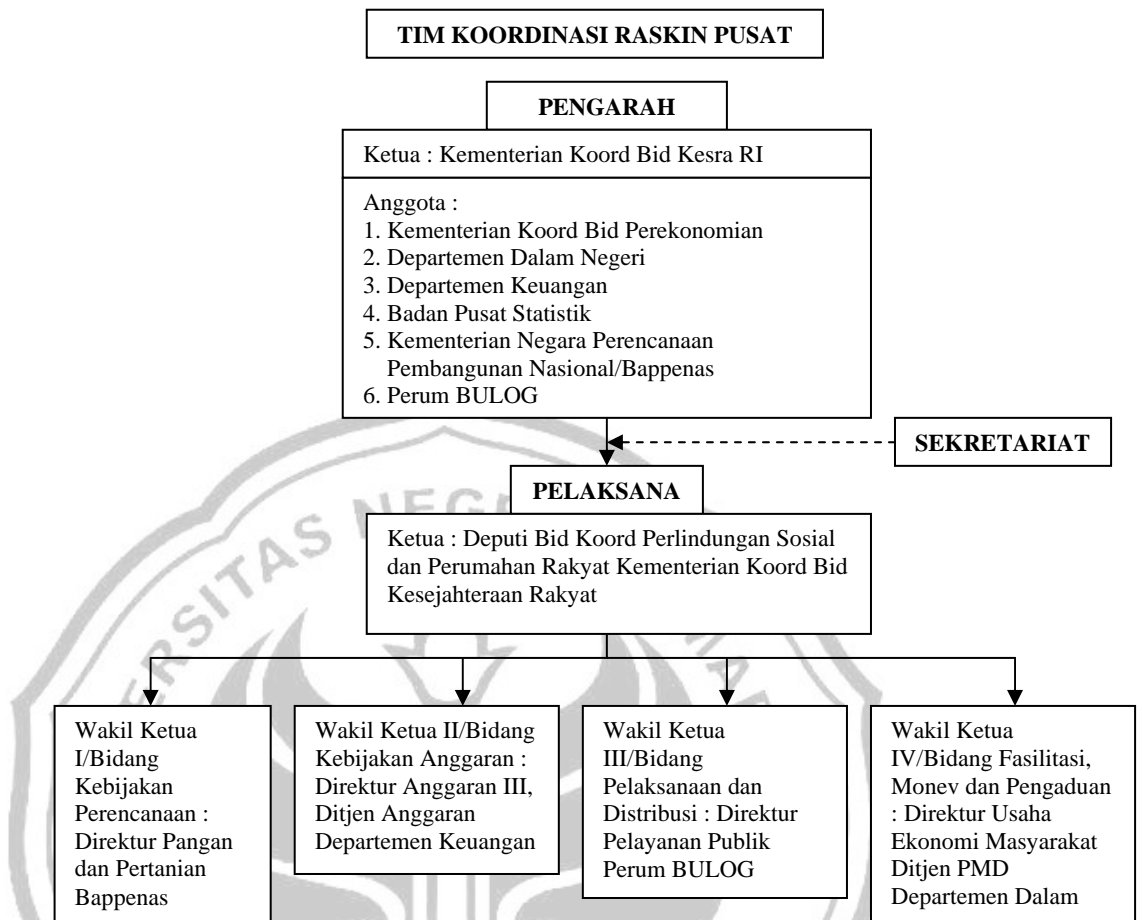 TIM KOORDINASI RASKIN PUSAT
PENGARAH
Ketua : Kementerian Koord Bid Kesra RI
Anggota :
1. Kementerian Koord Bid Perekonomian
2. Departemen Dalam Negeri
3. Departemen Keuangan
4. Badan Pusat Statistik
5. Kementerian Negara Perencanaan
Pembangunan Nasional/Bappenas
6. Perum BULOG
SEKRETARIAT
PELAKSANA
Ketua : Deputi Bid Koord Perlindungan Sosial
dan Perumahan Rakyat Kementerian Koord Bid
Kesejahteraan Rakyat
Wakil Ketua
I/Bidang
Kebijakan
Perencanaan :
Direktur Pangan
dan Pertanian
Bappenas
Wakil Ketua II/Bidang
Kebijakan Anggaran :
Direktur Anggaran III,
Ditjen Anggaran
Departemen Keuangan
Wakil Ketua
III/Bidang
Pelaksanaan dan
Distribusi : Direktur
Pelayanan Publik
Perum BULOG
Wakil Ketua
IV/Bidang Fasilitasi,
Monev dan Pengaduan
: Direktur Usaha
Ekonomi Masyarakat
Ditjen PMD
Departemen Dalam